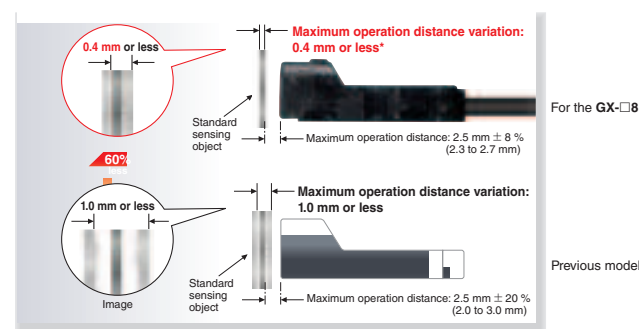 Maximum operation distance variation:
0.4 mm or less*
0.4 mm or less
Standard
sensing
object
Maximum operation distance: 2.5 mm ± 8 %
(2.3 to 2.7 mm)
For the GX-□8
60%
less
Maximum operation distance variation:
1.0 mm or less
1.0 mm or less
Image
Standard
sensing
object
Maximum operation distance: 2.5 mm ± 20 %
(2.0 to 3.0 mm)
Previous model